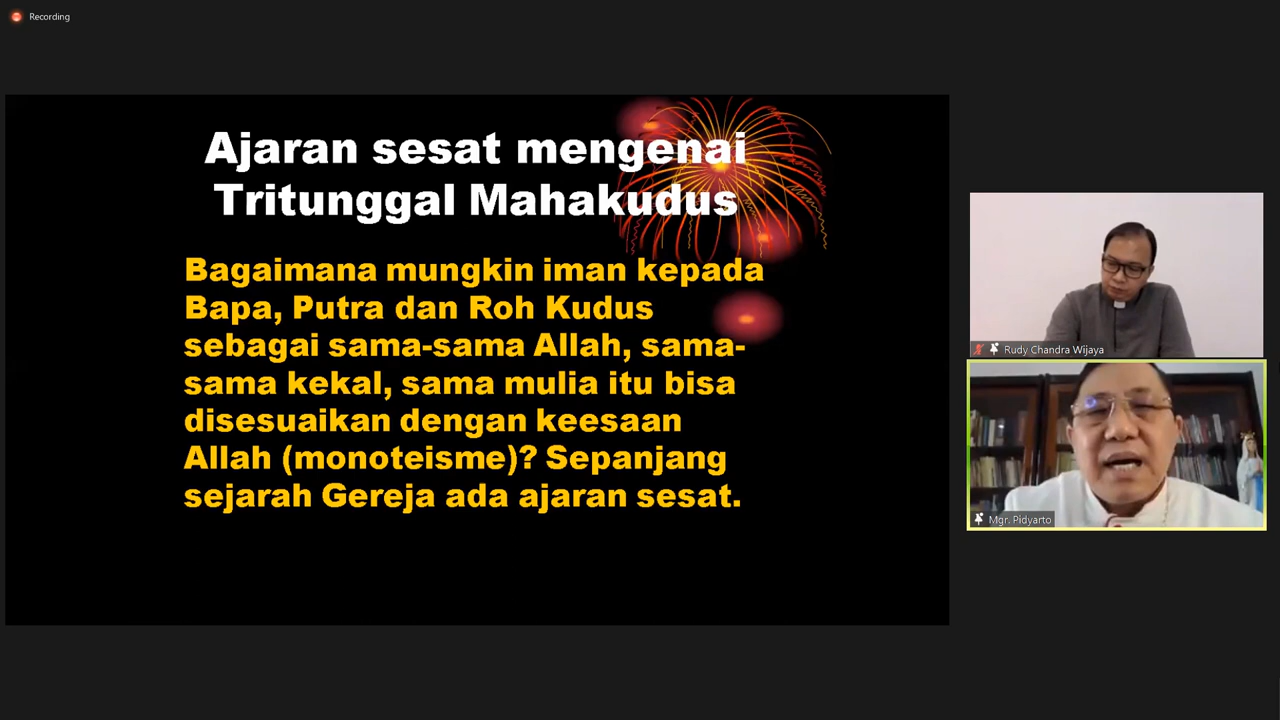 Recording
Ajaran sesat mengenai
Tritunggal Mahakudus
Bagaimana mungkin iman kepada
Bapa, Putra dan Roh Kudus
sebagai sama-sama Allah, sama-
sama kekal, sama mulia itu bisa
disesuaikan dengan keesaan
Allah (monoteisme)? Sepanjang
sejarah Gereja ada ajaran sesat.
Rudy Chandra Wijaya
Mgr. Pidyarto